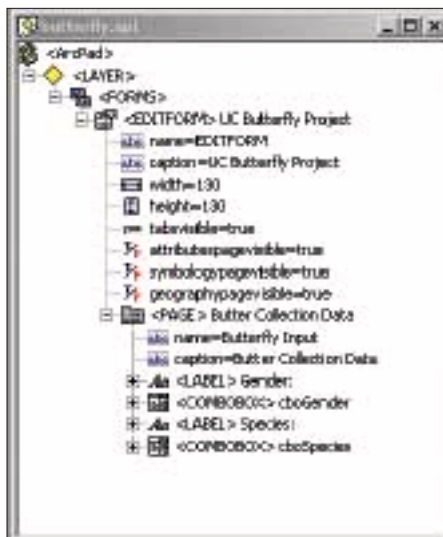 butterfly.apl
<ArcPad>
<LAYER>
<FORMS>
<EDITFORM> UC Butterfly Project
name=EDITFORM
caption=UC Butterfly Project
width=130
height=130
tabsvisible=true
attributespagevisible=true
symbologypagevisible=true
geographypagevisible=true
<PAGE> Butter Collection Data
name=Butterfly Input
caption=Butter Collection Data
<LABEL> Gender:
<COMBOBOX> cboGender
<LABEL> Species:
<COMBOBOX> cboSpecies